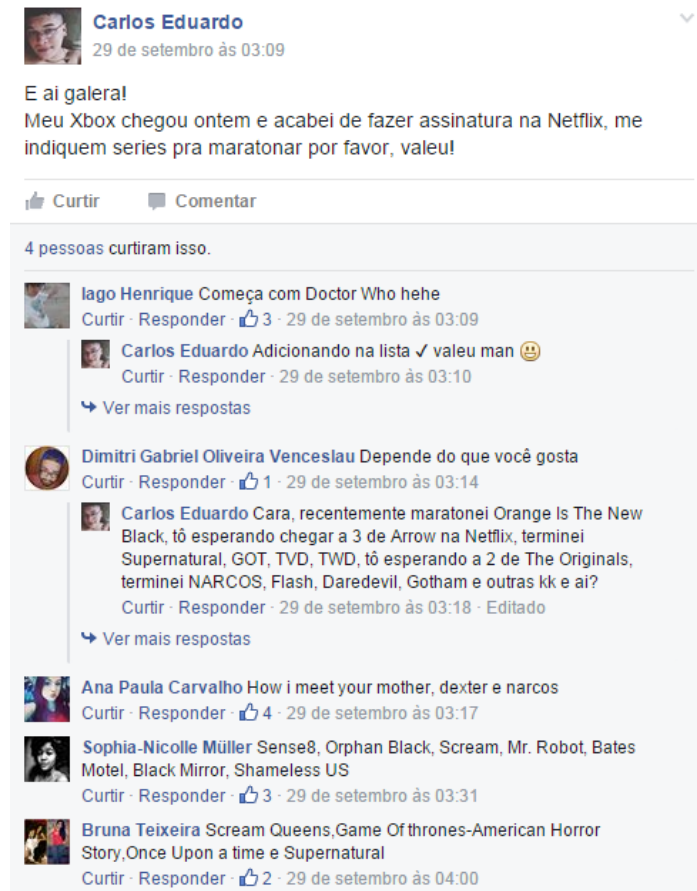 Carlos Eduardo
29 de setembro às 03:09
E ai galera!
Meu Xbox chegou ontem e acabei de fazer assinatura na Netflix, me
indiquem series pra maratonar por favor, valeu!
Curtir Comentar
4 pessoas curtiram isso.
Iago Henrique Começa com Doctor Who hehe
Curtir · Responder · 3 · 29 de setembro às 03:09
Carlos Eduardo Adicionando na lista ✓ valeu man 😃
Curtir · Responder · 29 de setembro às 03:10
Ver mais respostas
Dimitri Gabriel Oliveira Venceslau Depende do que você gosta
Curtir · Responder · 1 · 29 de setembro às 03:14
Carlos Eduardo Cara, recentemente maratonei Orange Is The New
Black, tô esperando chegar a 3 de Arrow na Netflix, terminei
Supernatural, GOT, TVD, TWD, tô esperando a 2 de The Originals,
terminei NARCOS, Flash, Daredevil, Gotham e outras kk e ai?
Curtir · Responder · 29 de setembro às 03:18 · Editado
Ver mais respostas
Ana Paula Carvalho How i meet your mother, dexter e narcos
Curtir · Responder · 4 · 29 de setembro às 03:17
Sophia-Nicolle Müller Sense8, Orphan Black, Scream, Mr. Robot, Bates
Motel, Black Mirror, Shameless US
Curtir · Responder · 3 · 29 de setembro às 03:31
Bruna Teixeira Scream Queens,Game Of thrones-American Horror
Story,Once Upon a time e Supernatural
Curtir · Responder · 2 · 29 de setembro às 04:00